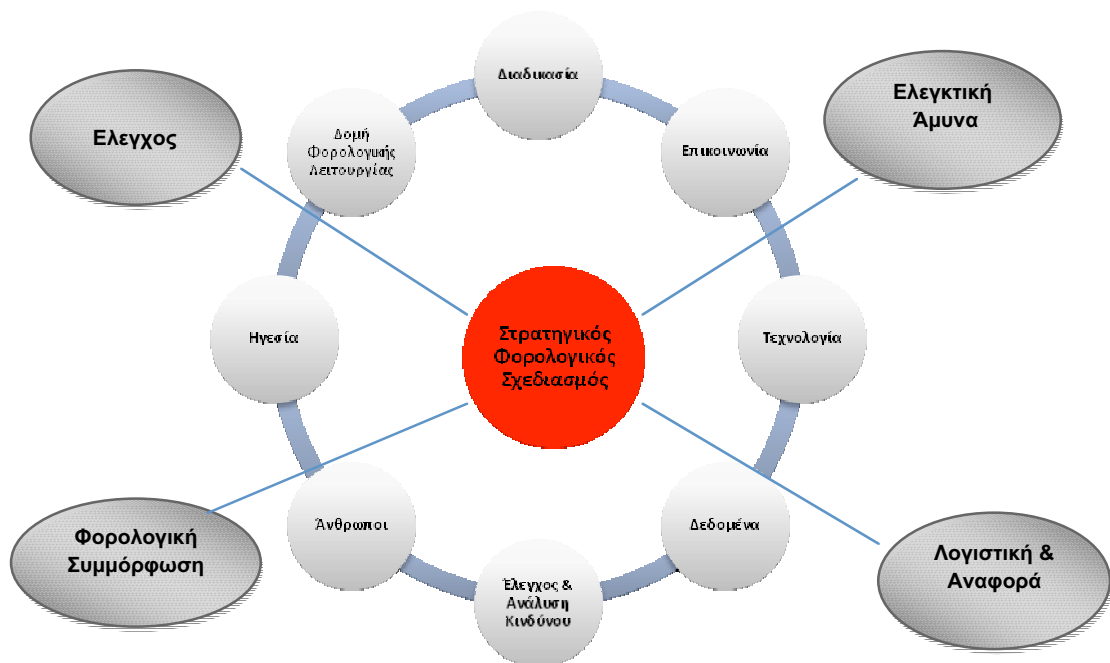 Διαδικασία
Ελεγκτική
Άμυνα
Ελεγχος
Δομή
Φορολογικής
Λειτουργίας
Επικοινωνία
Ηγεσία
Στρατηγικός
Φορολογικός
Σχεδιασμός
Τεχνολογία
Άνθρωποι
Δεδομένα
Φορολογική
Συμμόρφωση
Έλεγχος &
Ανάλυση
Κινδύνου
Λογιστική &
Αναφορά